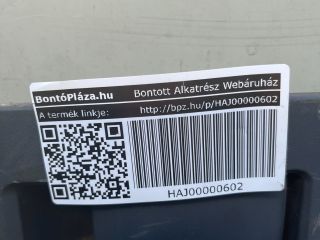 BontóPláza.hu Bontott Alkatrész Webáruház
A termék linkje: http://bpz.hu/p/HAJ00000602
HAJ00000602